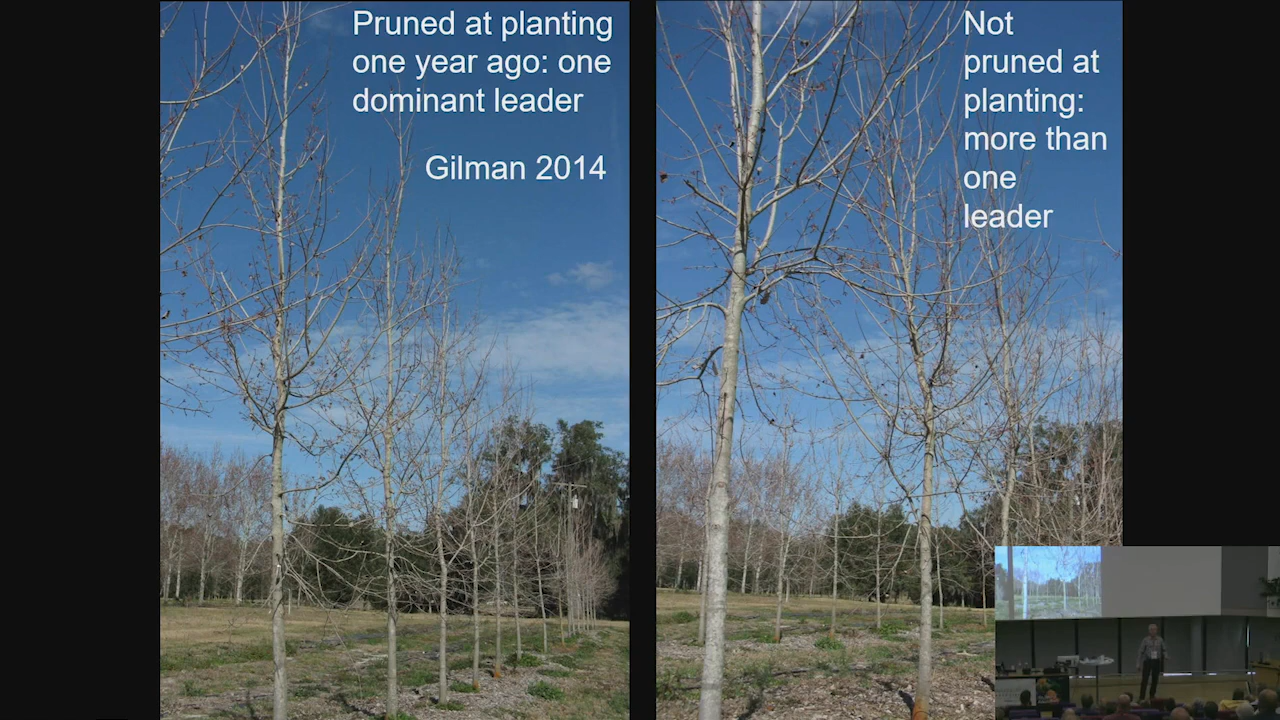 Pruned at planting
one year ago: one
dominant leader
Gilman 2014
Not
pruned at
planting:
more than
one
leader